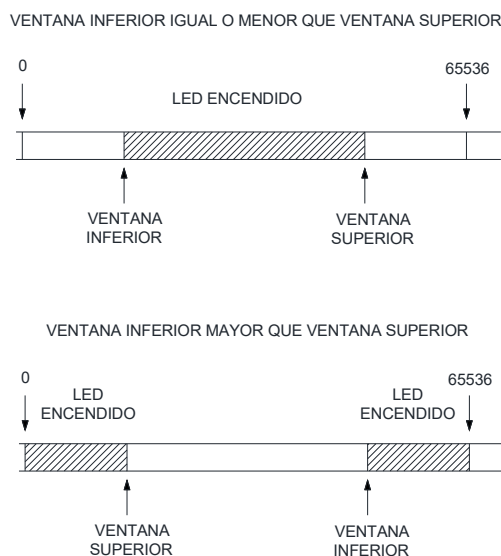 VENTANA INFERIOR IGUAL O MENOR QUE VENTANA SUPERIOR
0
65536
LED ENCENDIDO
VENTANA
INFERIOR
VENTANA
SUPERIOR
VENTANA INFERIOR MAYOR QUE VENTANA SUPERIOR
0
65536
LED
ENCENDIDO
LED
ENCENDIDO
VENTANA
SUPERIOR
VENTANA
INFERIOR